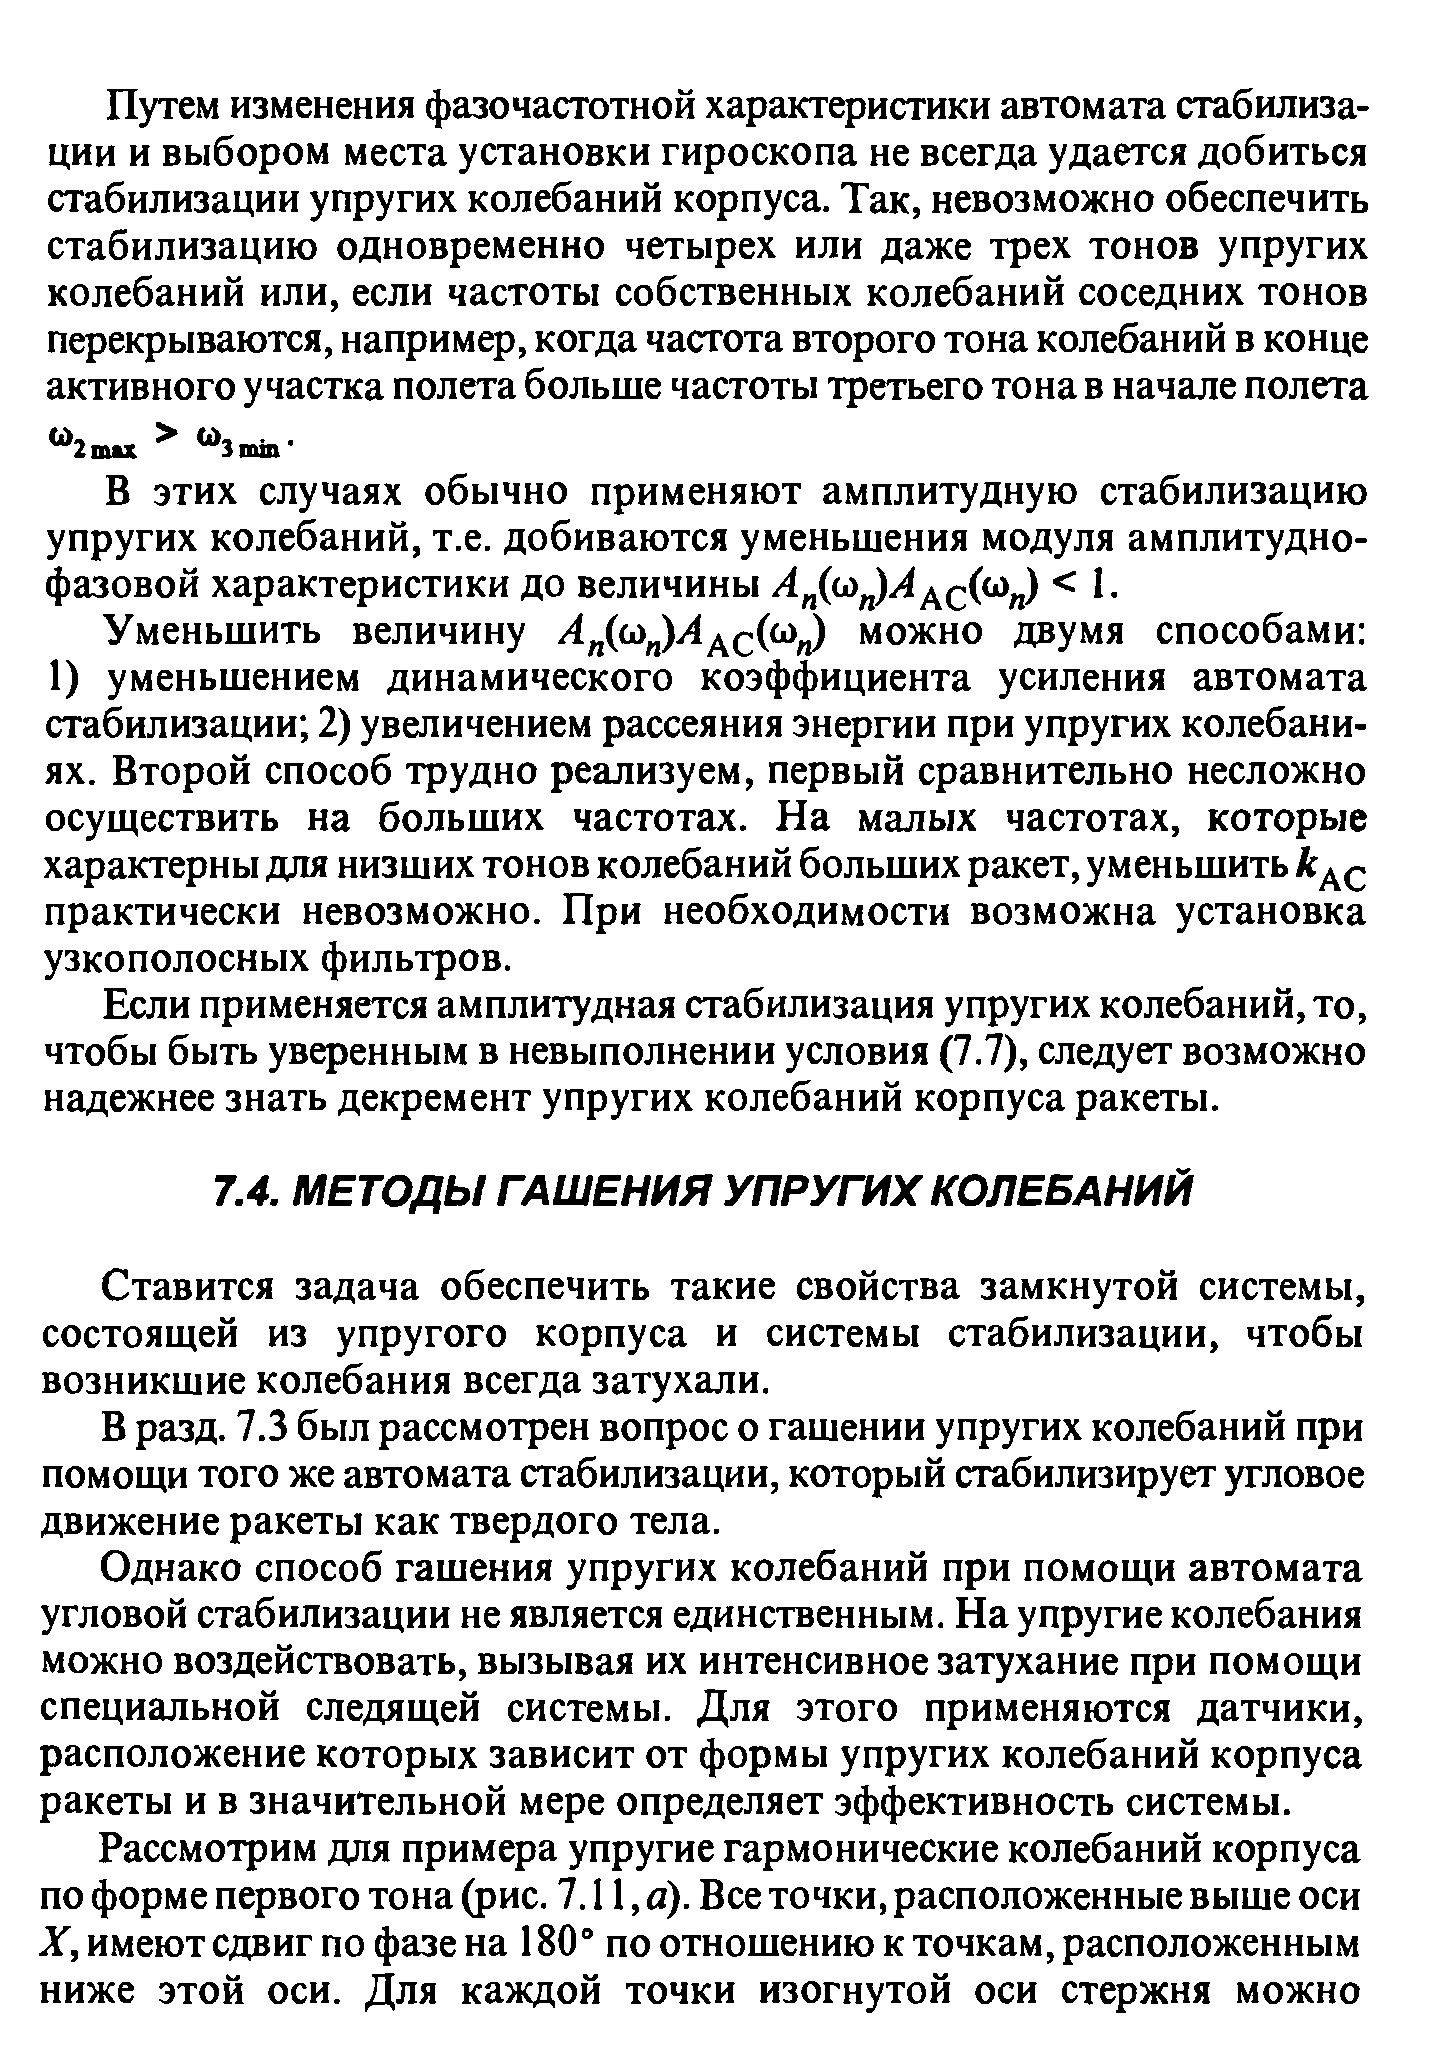 Путем изменения фазочастотной характеристики автомата стабилиза-
ции и выбором места установки гироскопа не всегда удается добиться
стабилизации упругих колебаний корпуса. Так, невозможно обеспечить
стабилизацию одновременно четырех или даже трех тонов упругих
колебаний или, если частоты собственных колебаний соседних тонов
перекрываются, например, когда частота второго тона колебаний в конце
активного участка полета больше частоты третьего тона в начале полета
ω₂ max > ω₃ min.
В этих случаях обычно применяют амплитудную стабилизацию
упругих колебаний, т.е. добиваются уменьшения модуля амплитудно-
фазовой характеристики до величины Aₙ(ωₙ)A_АС(ωₙ) < 1.
Уменьшить величину Aₙ(ωₙ)A_АС(ωₙ) можно двумя способами:
1) уменьшением динамического коэффициента усиления автомата
стабилизации; 2) увеличением рассеяния энергии при упругих колебани-
ях. Второй способ трудно реализуем, первый сравнительно несложно
осуществить на больших частотах. На малых частотах, которые
характерны для низших тонов колебаний больших ракет, уменьшить k_АС
практически невозможно. При необходимости возможна установка
узкополосных фильтров.
Если применяется амплитудная стабилизация упругих колебаний, то,
чтобы быть уверенным в невыполнении условия (7.7), следует возможно
надежнее знать декремент упругих колебаний корпуса ракеты.
7.4. МЕТОДЫ ГАШЕНИЯ УПРУГИХ КОЛЕБАНИЙ
Ставится задача обеспечить такие свойства замкнутой системы,
состоящей из упругого корпуса и системы стабилизации, чтобы
возникшие колебания всегда затухали.
В разд. 7.3 был рассмотрен вопрос о гашении упругих колебаний при
помощи того же автомата стабилизации, который стабилизирует угловое
движение ракеты как твердого тела.
Однако способ гашения упругих колебаний при помощи автомата
угловой стабилизации не является единственным. На упругие колебания
можно воздействовать, вызывая их интенсивное затухание при помощи
специальной следящей системы. Для этого применяются датчики,
расположение которых зависит от формы упругих колебаний корпуса
ракеты и в значительной мере определяет эффективность системы.
Рассмотрим для примера упругие гармонические колебаний корпуса
по форме первого тона (рис. 7.11, а). Все точки, расположенные выше оси
X, имеют сдвиг по фазе на 180° по отношению к точкам, расположенным
ниже этой оси. Для каждой точки изогнутой оси стержня можно